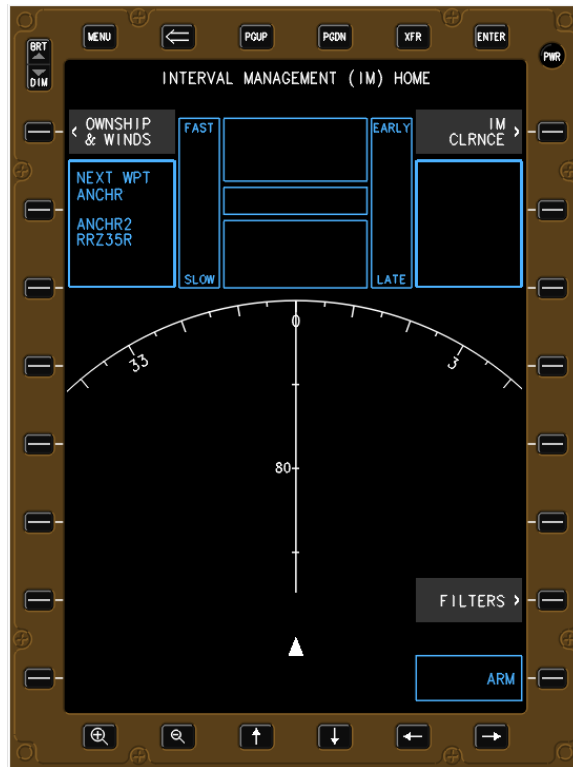 MENU
PGUP
PGDN
XFR
ENTER
BRT
DIM
PWR
INTERVAL MANAGEMENT (IM) HOME
< OWNSHIP
& WINDS
FAST
EARLY
IM >
CLRNCE
NEXT WPT
ANCHR
ANCHR2
RRZ35R
SLOW
LATE
33
0
3
80
FILTERS >
ARM